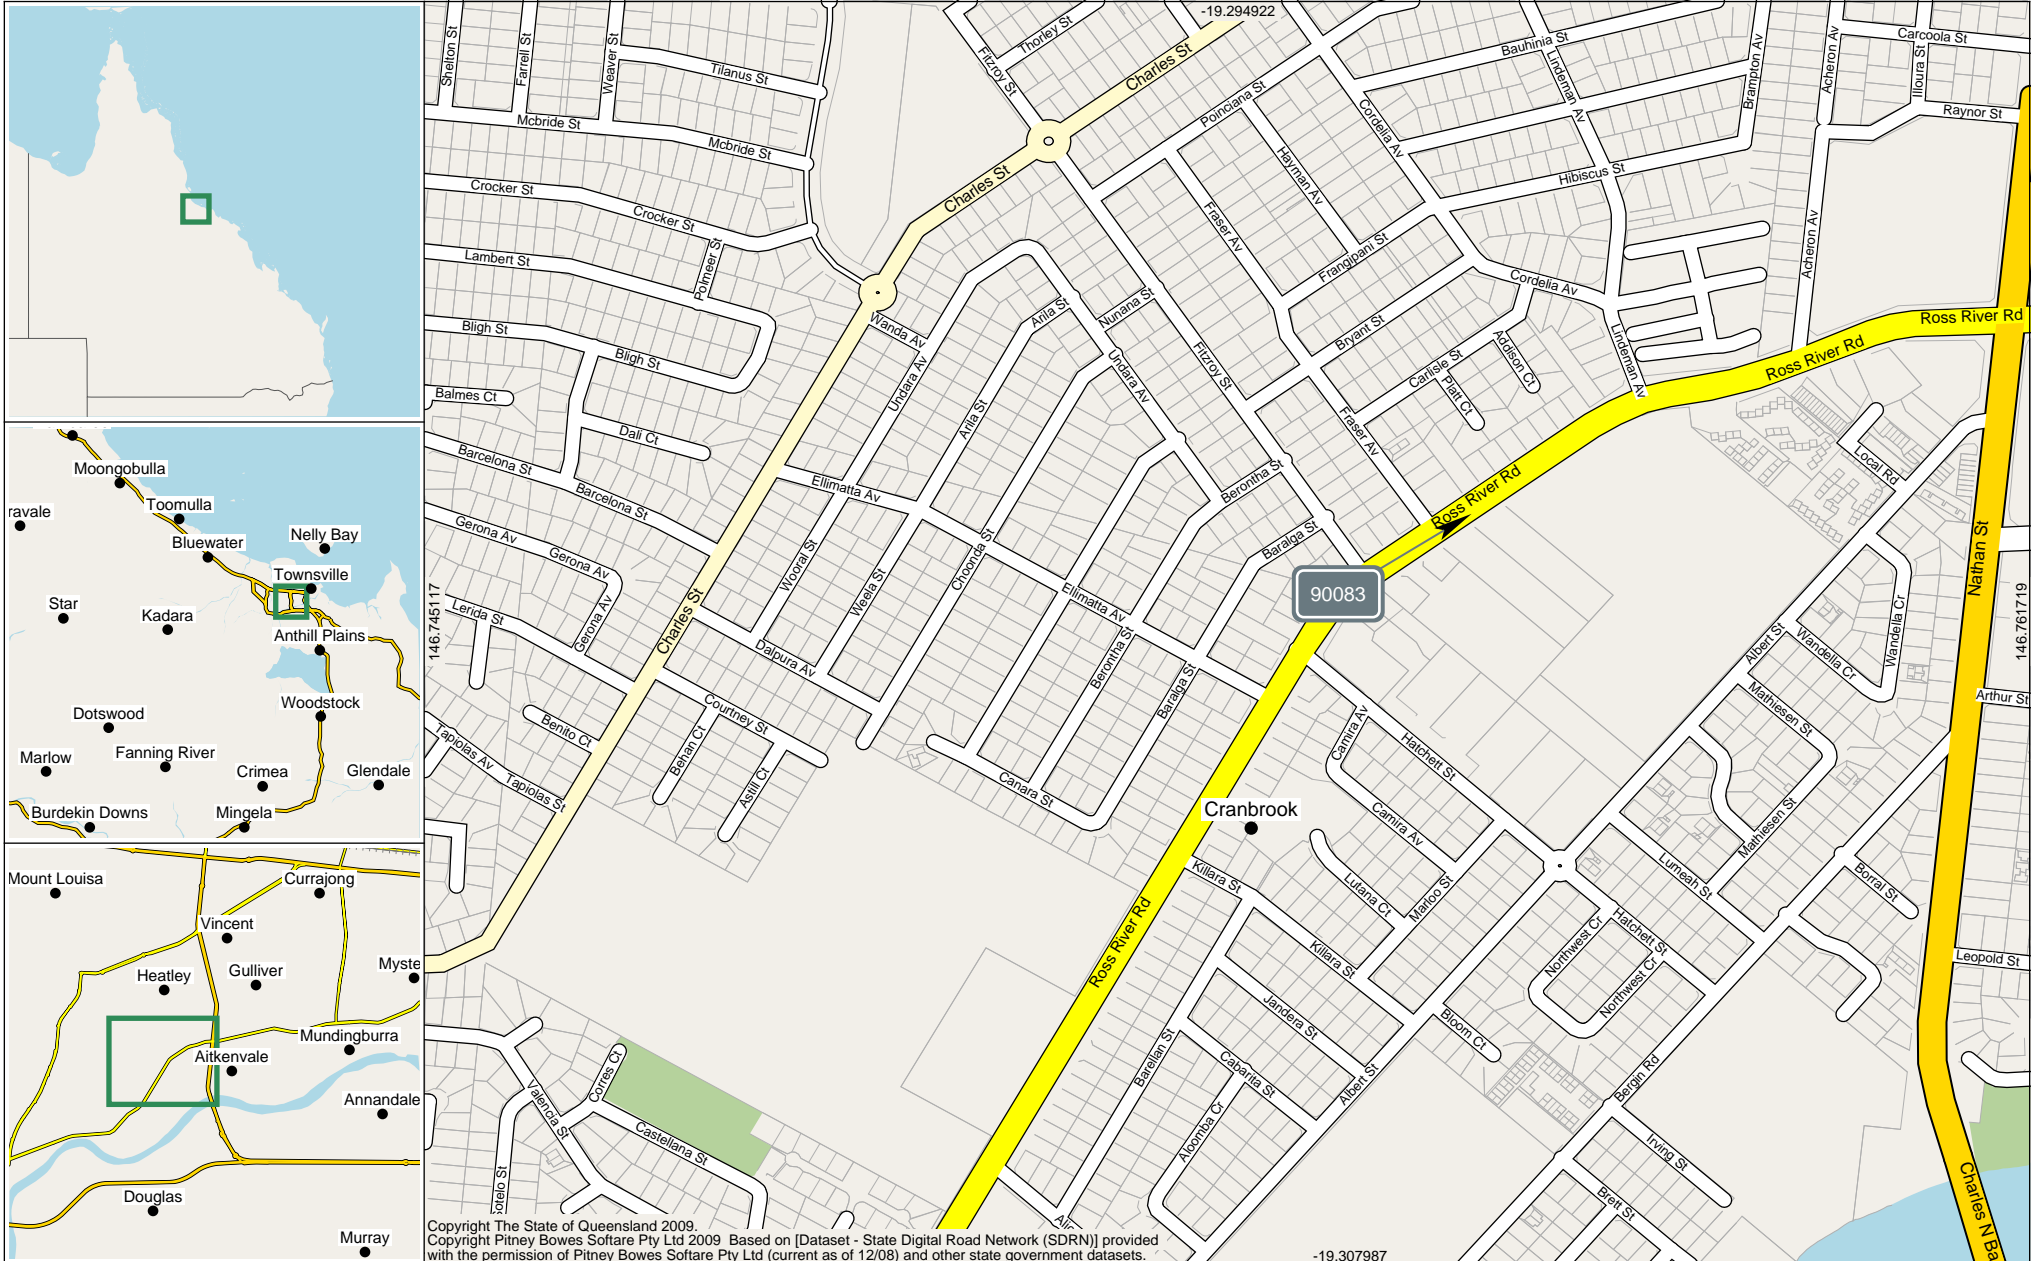 Moongobulla
Toomulla
ravale
Bluewater
Nelly Bay
Townsville
Star
Kadara
Anthill Plains
Woodstock
Dotswood
Marlow
Fanning River
Crimea
Glendale
Burdekin Downs
Mingela
Mount Louisa
Currajong
Vincent
Heatley
Gulliver
Myste
Mundingburra
Aitkenvale
Annandale
Douglas
Murray
-19.294922
146.745117
146.761719
-19.307987
Shelton St
Farrell St
Weaver St
Tilanus St
Mcbride St
Mcbride St
Crocker St
Crocker St
Lambert St
Polmeer St
Bligh St
Bligh St
Balmes Ct
Dali Ct
Barcelona St
Barcelona St
Gerona Av
Gerona Av
Gerona Av
Lerida St
Benito Ct
Tapiolas Av
Tapiolas St
Courtney St
Behan Ct
Astill Ct
Charles St
Charles St
Charles St
Thorley St
Fitzroy St
Fitzroy St
Poinciana St
Hayman Av
Fraser Av
Fraser Av
Frangipani St
Bryant St
Cordelia Av
Cordelia Av
Bauhinia St
Lindeman Av
Lindeman Av
Brampton Av
Hibiscus St
Acheron Av
Acheron Av
Carcoola St
Illoura St
Raynor St
Carlisle St
Addison Ct
Platt Ct
Wanda Av
Undara Av
Undara Av
Arila St
Arila St
Nunana St
Ellimatta Av
Ellimatta Av
Wooral St
Weela St
Choonda St
Dalpura Av
Berontha St
Berontha St
Baralga St
Baralga St
Canara St
Ross River Rd
Ross River Rd
Ross River Rd
Ross River Rd
90083
Cranbrook
Local Rd
Nathan St
Wandella Cr
Wandella Cr
Albert St
Albert St
Mathiesen St
Mathiesen St
Arthur St
Hatchett St
Hatchett St
Camira Av
Camira Av
Lutana Ct
Marloo St
Killara St
Killara St
Lumeah St
Borral St
Leopold St
Northwest Cr
Northwest Cr
Jandera St
Cabarita St
Barellan St
Aloomba Cr
Bloom Ct
Bergin Rd
Irving St
Brett St
Charles N Ba
Corres Ct
Valencia St
Castellana St
otelo St
Copyright The State of Queensland 2009.
Copyright Pitney Bowes Softare Pty Ltd 2009 Based on [Dataset - State Digital Road Network (SDRN)] provided
with the permission of Pitney Bowes Softare Pty Ltd (current as of 12/08) and other state government datasets.